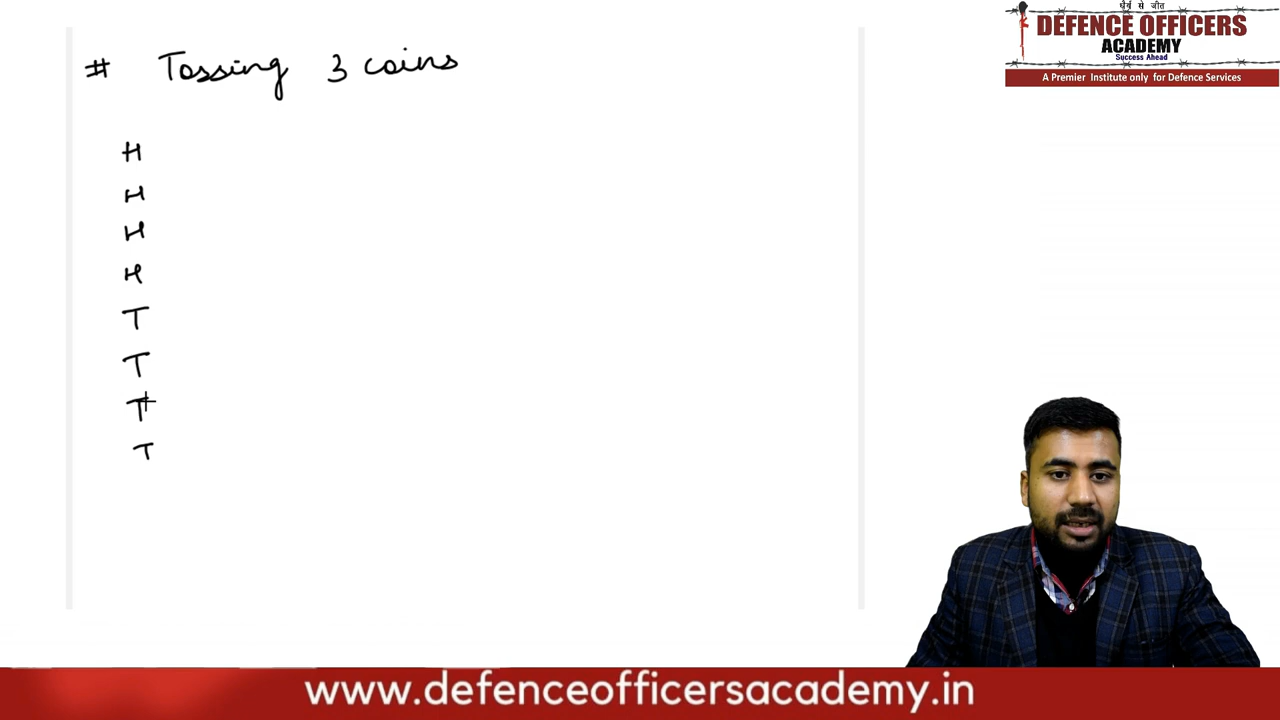 धैर्य से जीत
DEFENCE OFFICERS
ACADEMY
Success Ahead
A Premier Institute only for Defence Services
# Tossing 3 coins
H
H
H
H
T
T
T
T
www.defenceofficersacademy.in